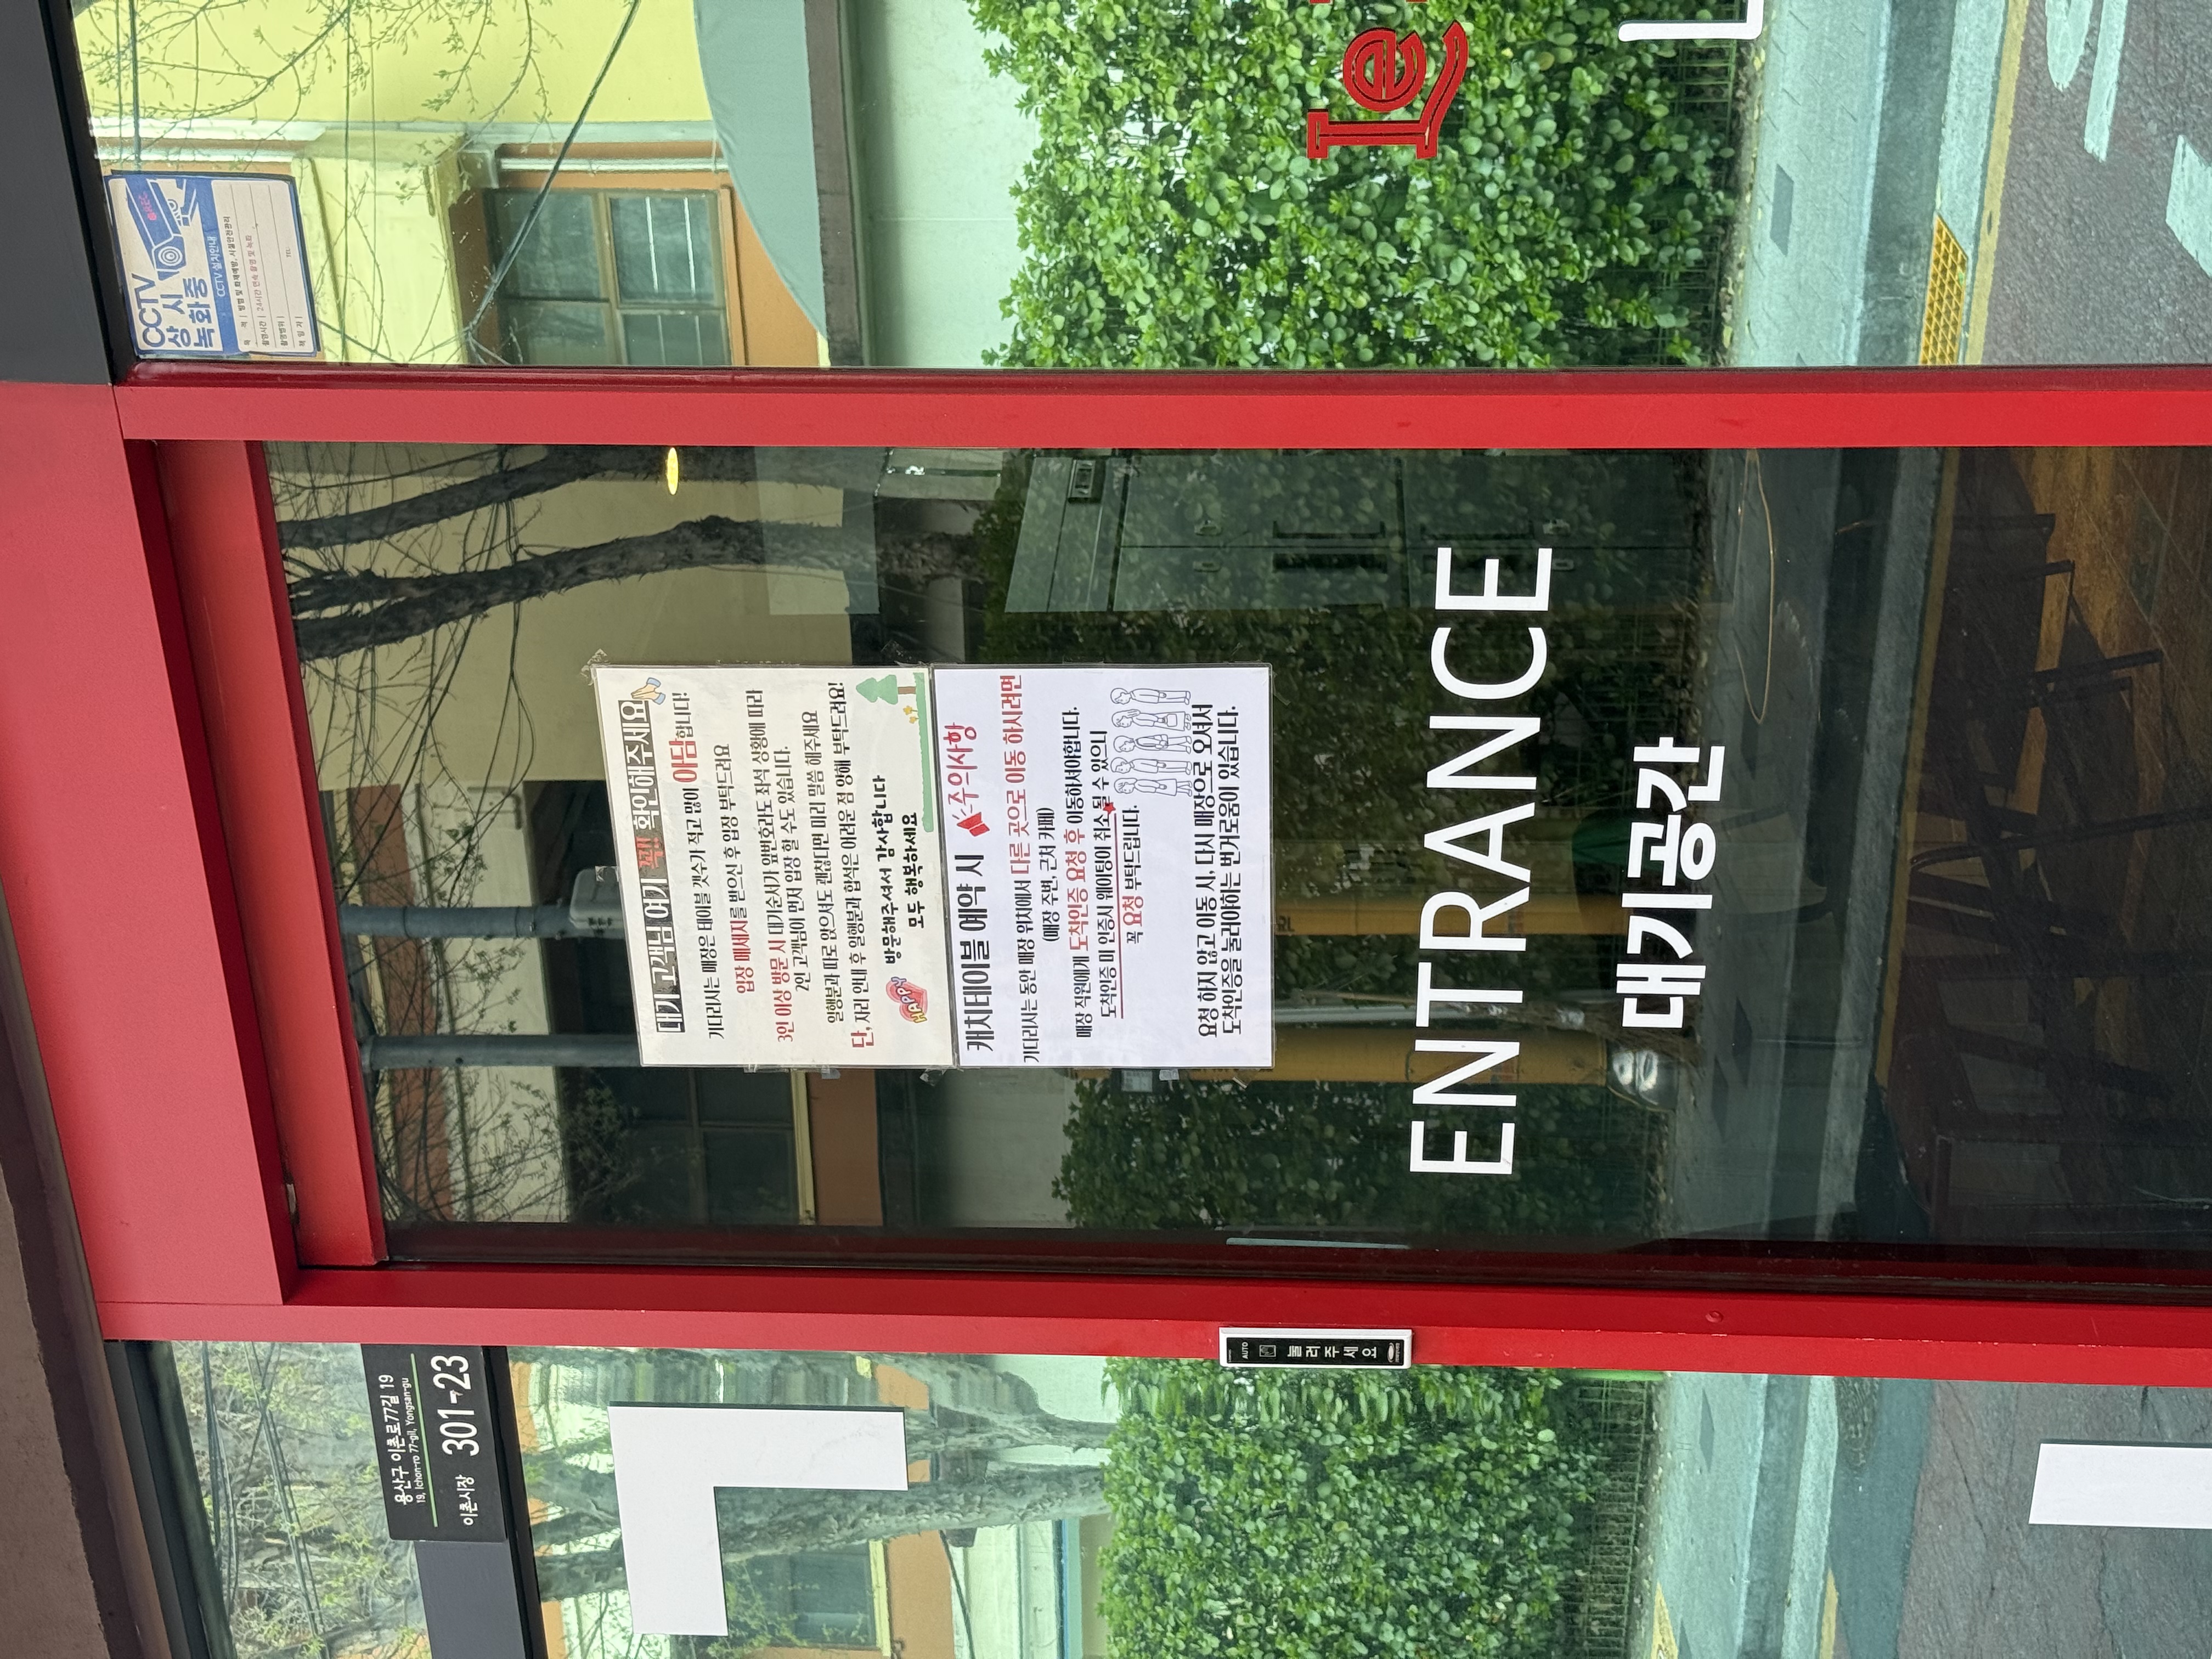 CCTV
상 시
녹화중
CCTV 설치안내
용산구 이촌로77길 19
19, Ichon-ro 77-gil, Yongsan-gu
이촌시장 301-23
대기 고객님 여기 꼭!! 확인해주세요
기다리시는 매장은 테이블 갯수가 적고 많이 아담합니다!
입장 메세지를 받으신 후 입장 부탁드려요
3인 이상 방문 시 대기순서가 앞번호라도 좌석 상황에 따라
2인 고객님이 먼저 입장 할 수도 있습니다.
일행분과 따로 앉으셔도 괜찮다면 미리 말씀 해주세요
단, 자리 안내 후 일행분과 합석은 어려운 점 양해 부탁드려요!
HAPPY
방문해주셔서 감사합니다
모두 행복하세요
캐치테이블 예약 시 주의사항
기다리시는 동안 매장 위치에서 다른 곳으로 이동 하시려면
(매장 주변, 근처 카페)
매장 직원에게 도착인증 요청 후 이동하셔야합니다.
도착인증 미 인증시 웨이팅이 취소 될 수 있으니
꼭 요청 부탁드립니다.
요청 하지 않고 이동 시, 다시 매장으로 오셔서
도착인증을 눌러야하는 번거로움이 있습니다.
AUTO
눌러주세요
ENTRANCE
대기공간